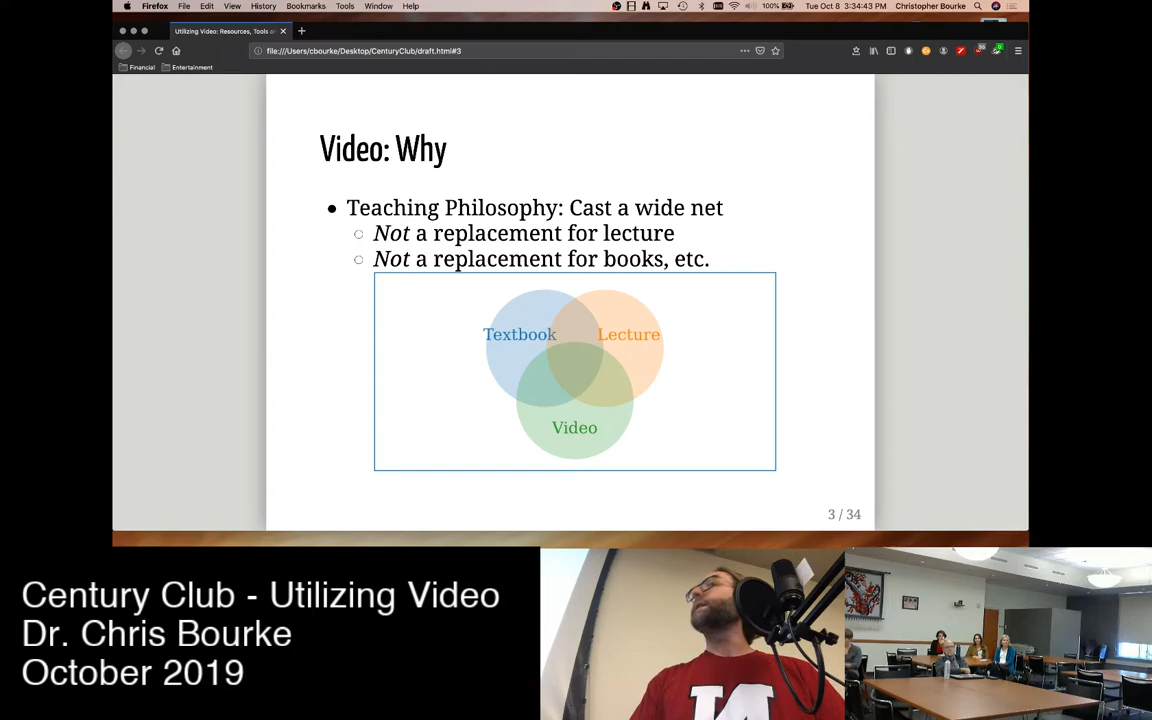 Firefox File Edit View History Bookmarks Tools Window Help
100% Tue Oct 8 3:34:43 PM Christopher Bourke
Utilizing Video: Resources, Tools a
file:///Users/cbourke/Desktop/CenturyClub/draft.html#3
Financial Entertainment
Video: Why
Teaching Philosophy: Cast a wide net
Not a replacement for lecture
Not a replacement for books, etc.
Textbook Lecture
Video
3 / 34
Century Club - Utilizing Video
Dr. Chris Bourke
October 2019